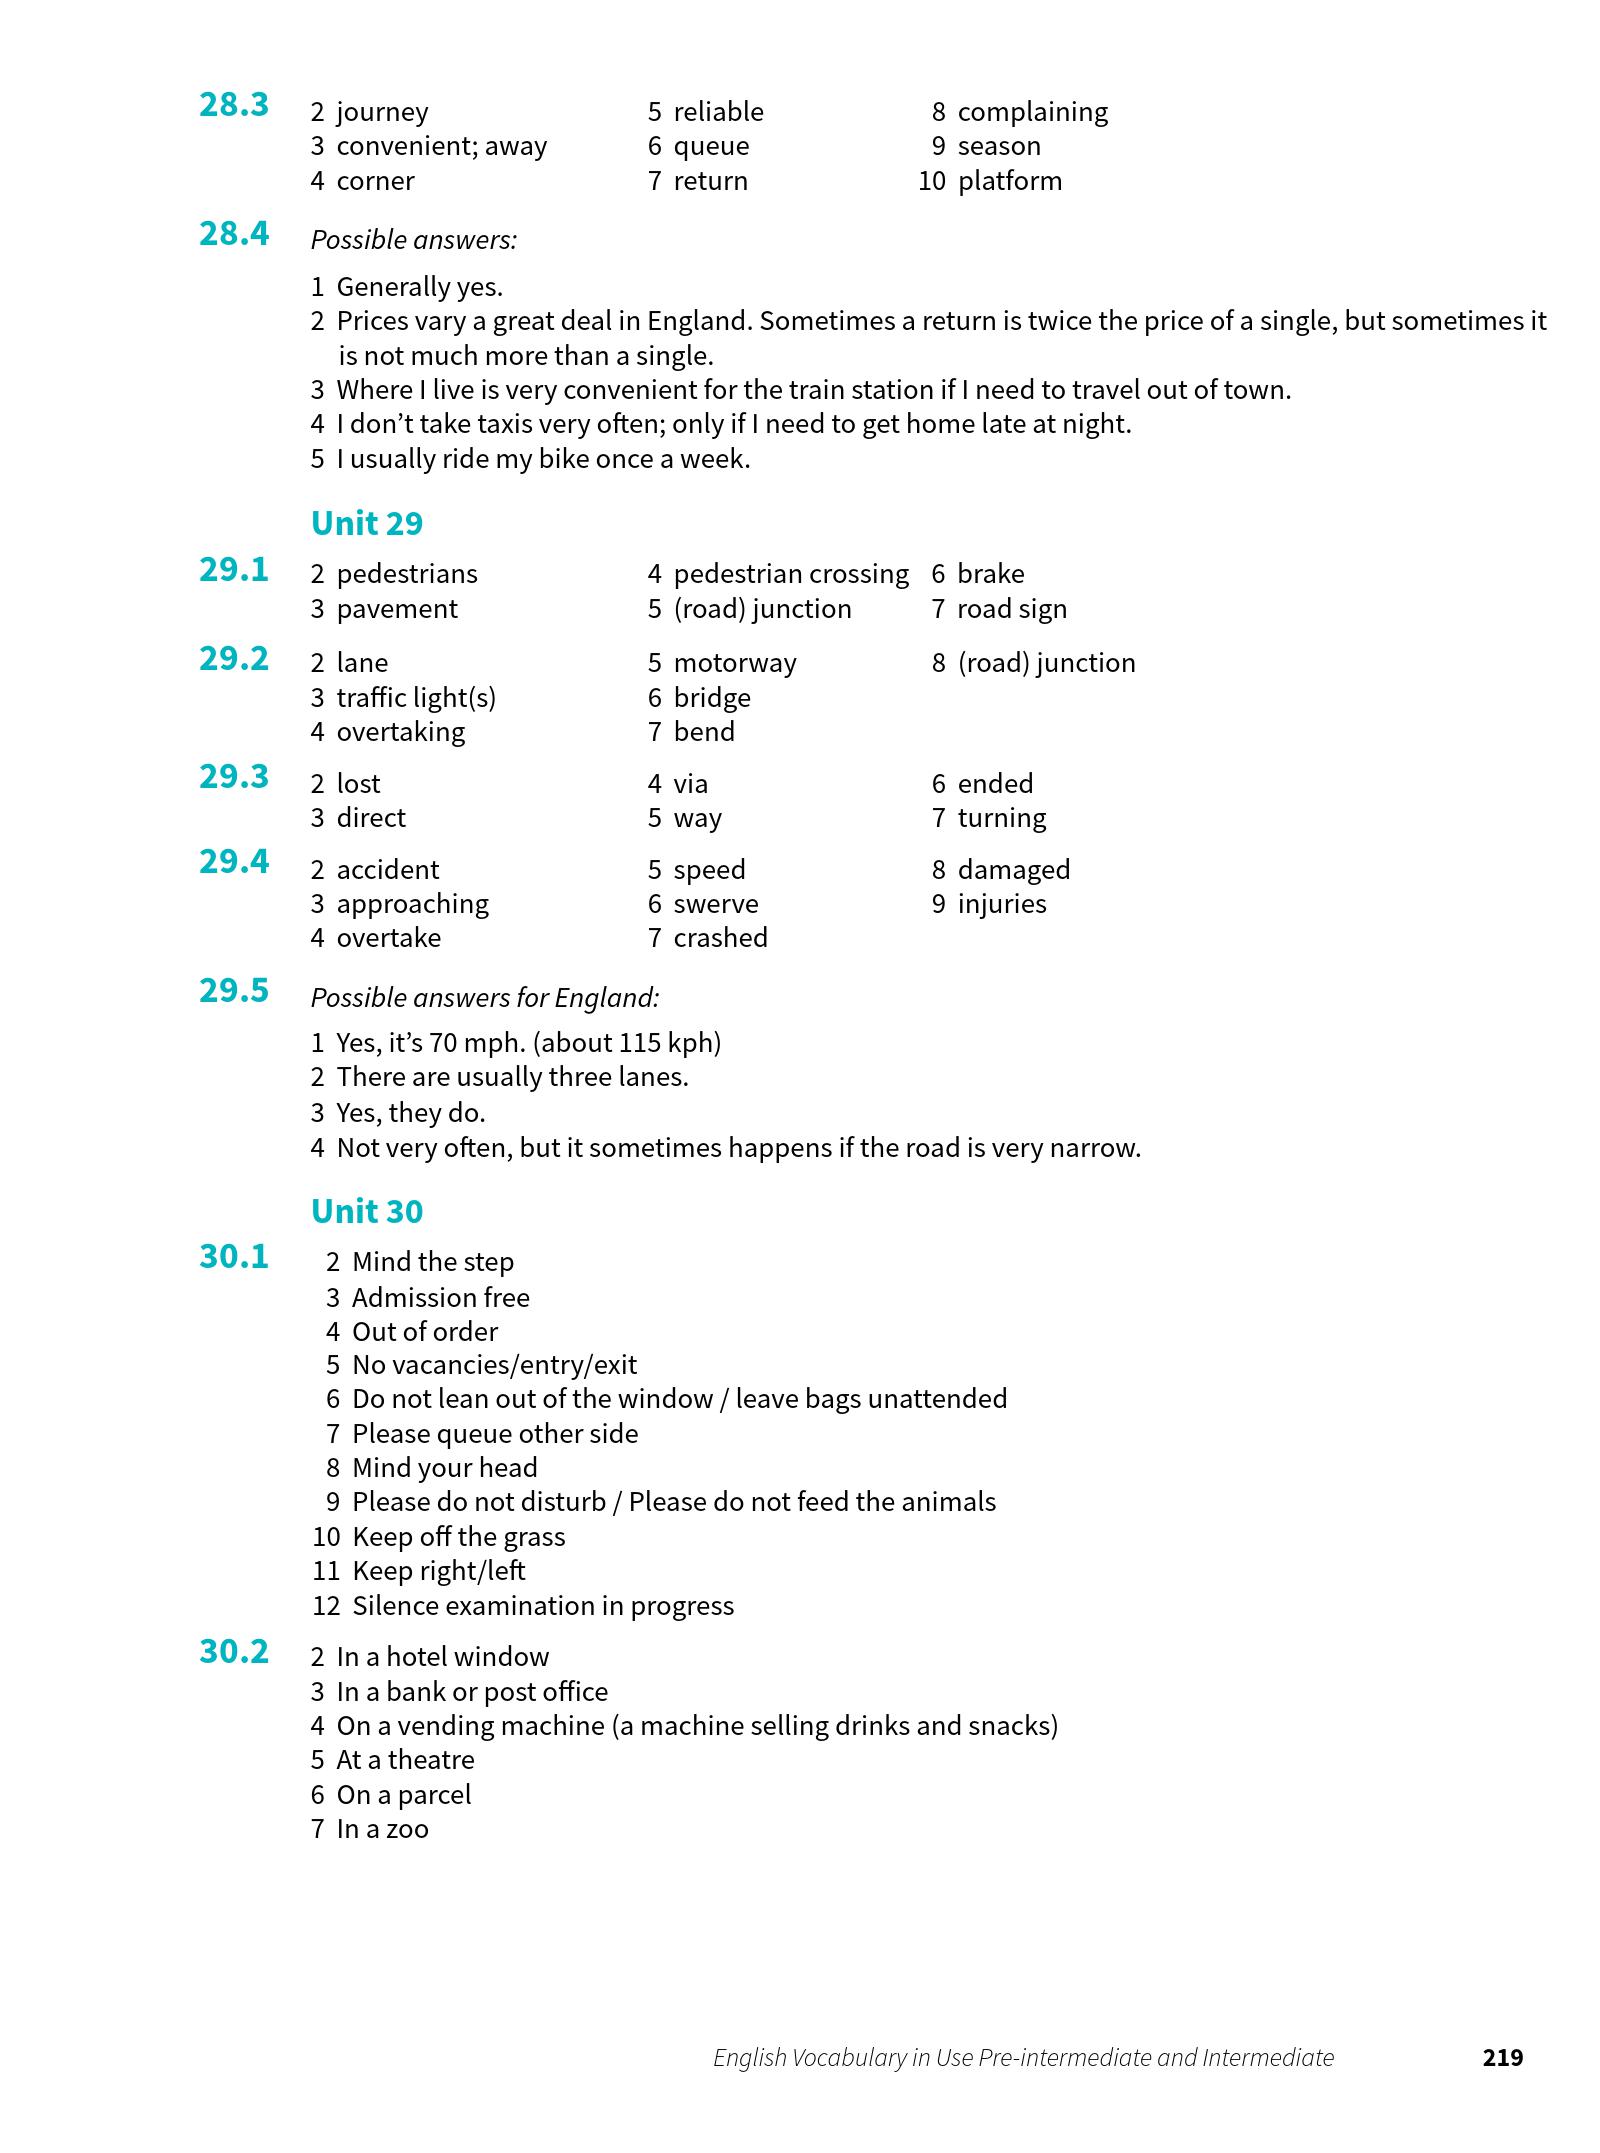 28.3 2 journey 5 reliable 8 complaining
3 convenient; away 6 queue 9 season
4 corner 7 return 10 platform
28.4 Possible answers:
1 Generally yes.
2 Prices vary a great deal in England. Sometimes a return is twice the price of a single, but sometimes it
is not much more than a single.
3 Where I live is very convenient for the train station if I need to travel out of town.
4 I don’t take taxis very often; only if I need to get home late at night.
5 I usually ride my bike once a week.
Unit 29
29.1 2 pedestrians 4 pedestrian crossing 6 brake
3 pavement 5 (road) junction 7 road sign
29.2 2 lane 5 motorway 8 (road) junction
3 traffic light(s) 6 bridge
4 overtaking 7 bend
29.3 2 lost 4 via 6 ended
3 direct 5 way 7 turning
29.4 2 accident 5 speed 8 damaged
3 approaching 6 swerve 9 injuries
4 overtake 7 crashed
29.5 Possible answers for England:
1 Yes, it’s 70 mph. (about 115 kph)
2 There are usually three lanes.
3 Yes, they do.
4 Not very often, but it sometimes happens if the road is very narrow.
Unit 30
30.1 2 Mind the step
3 Admission free
4 Out of order
5 No vacancies/entry/exit
6 Do not lean out of the window / leave bags unattended
7 Please queue other side
8 Mind your head
9 Please do not disturb / Please do not feed the animals
10 Keep off the grass
11 Keep right/left
12 Silence examination in progress
30.2 2 In a hotel window
3 In a bank or post office
4 On a vending machine (a machine selling drinks and snacks)
5 At a theatre
6 On a parcel
7 In a zoo
English Vocabulary in Use Pre-intermediate and Intermediate 219